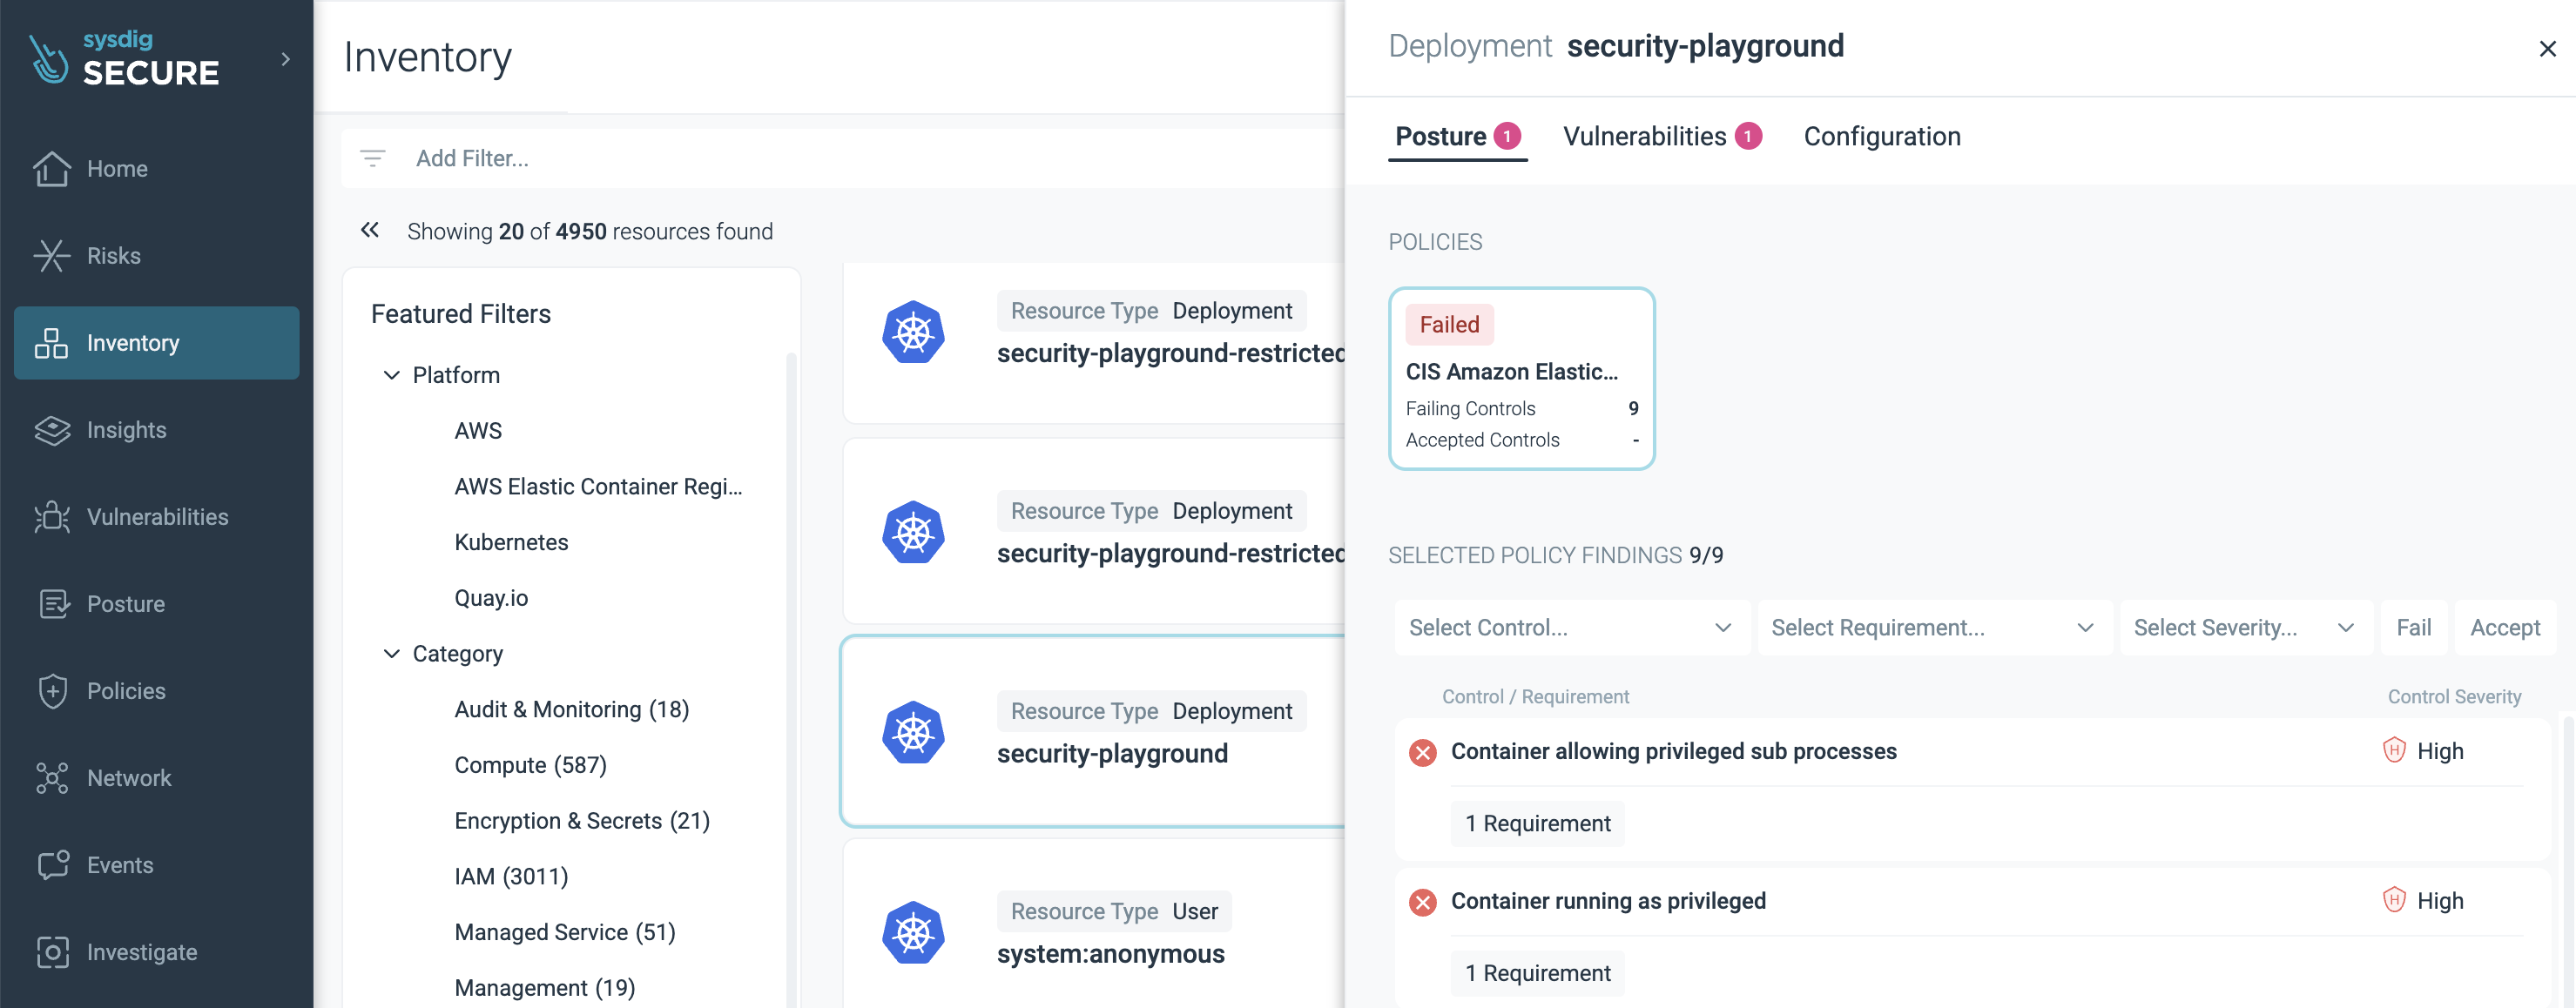 sysdig
SECURE
Home
Risks
Inventory
Insights
Vulnerabilities
Posture
Policies
Network
Events
Investigate
Inventory
Add Filter...
Showing 20 of 4950 resources found
Featured Filters
Platform
AWS
AWS Elastic Container Regi...
Kubernetes
Quay.io
Category
Audit & Monitoring (18)
Compute (587)
Encryption & Secrets (21)
IAM (3011)
Managed Service (51)
Management (19)
Resource Type Deployment
security-playground-restricted
Resource Type Deployment
security-playground-restricted
Resource Type Deployment
security-playground
Resource Type User
system:anonymous
Deployment security-playground
Posture 1 Vulnerabilities 1 Configuration
POLICIES
Failed
CIS Amazon Elastic...
Failing Controls 9
Accepted Controls -
SELECTED POLICY FINDINGS 9/9
Select Control... Select Requirement... Select Severity... Fail Accept
Control / Requirement Control Severity
Container allowing privileged sub processes H High
1 Requirement
Container running as privileged H High
1 Requirement